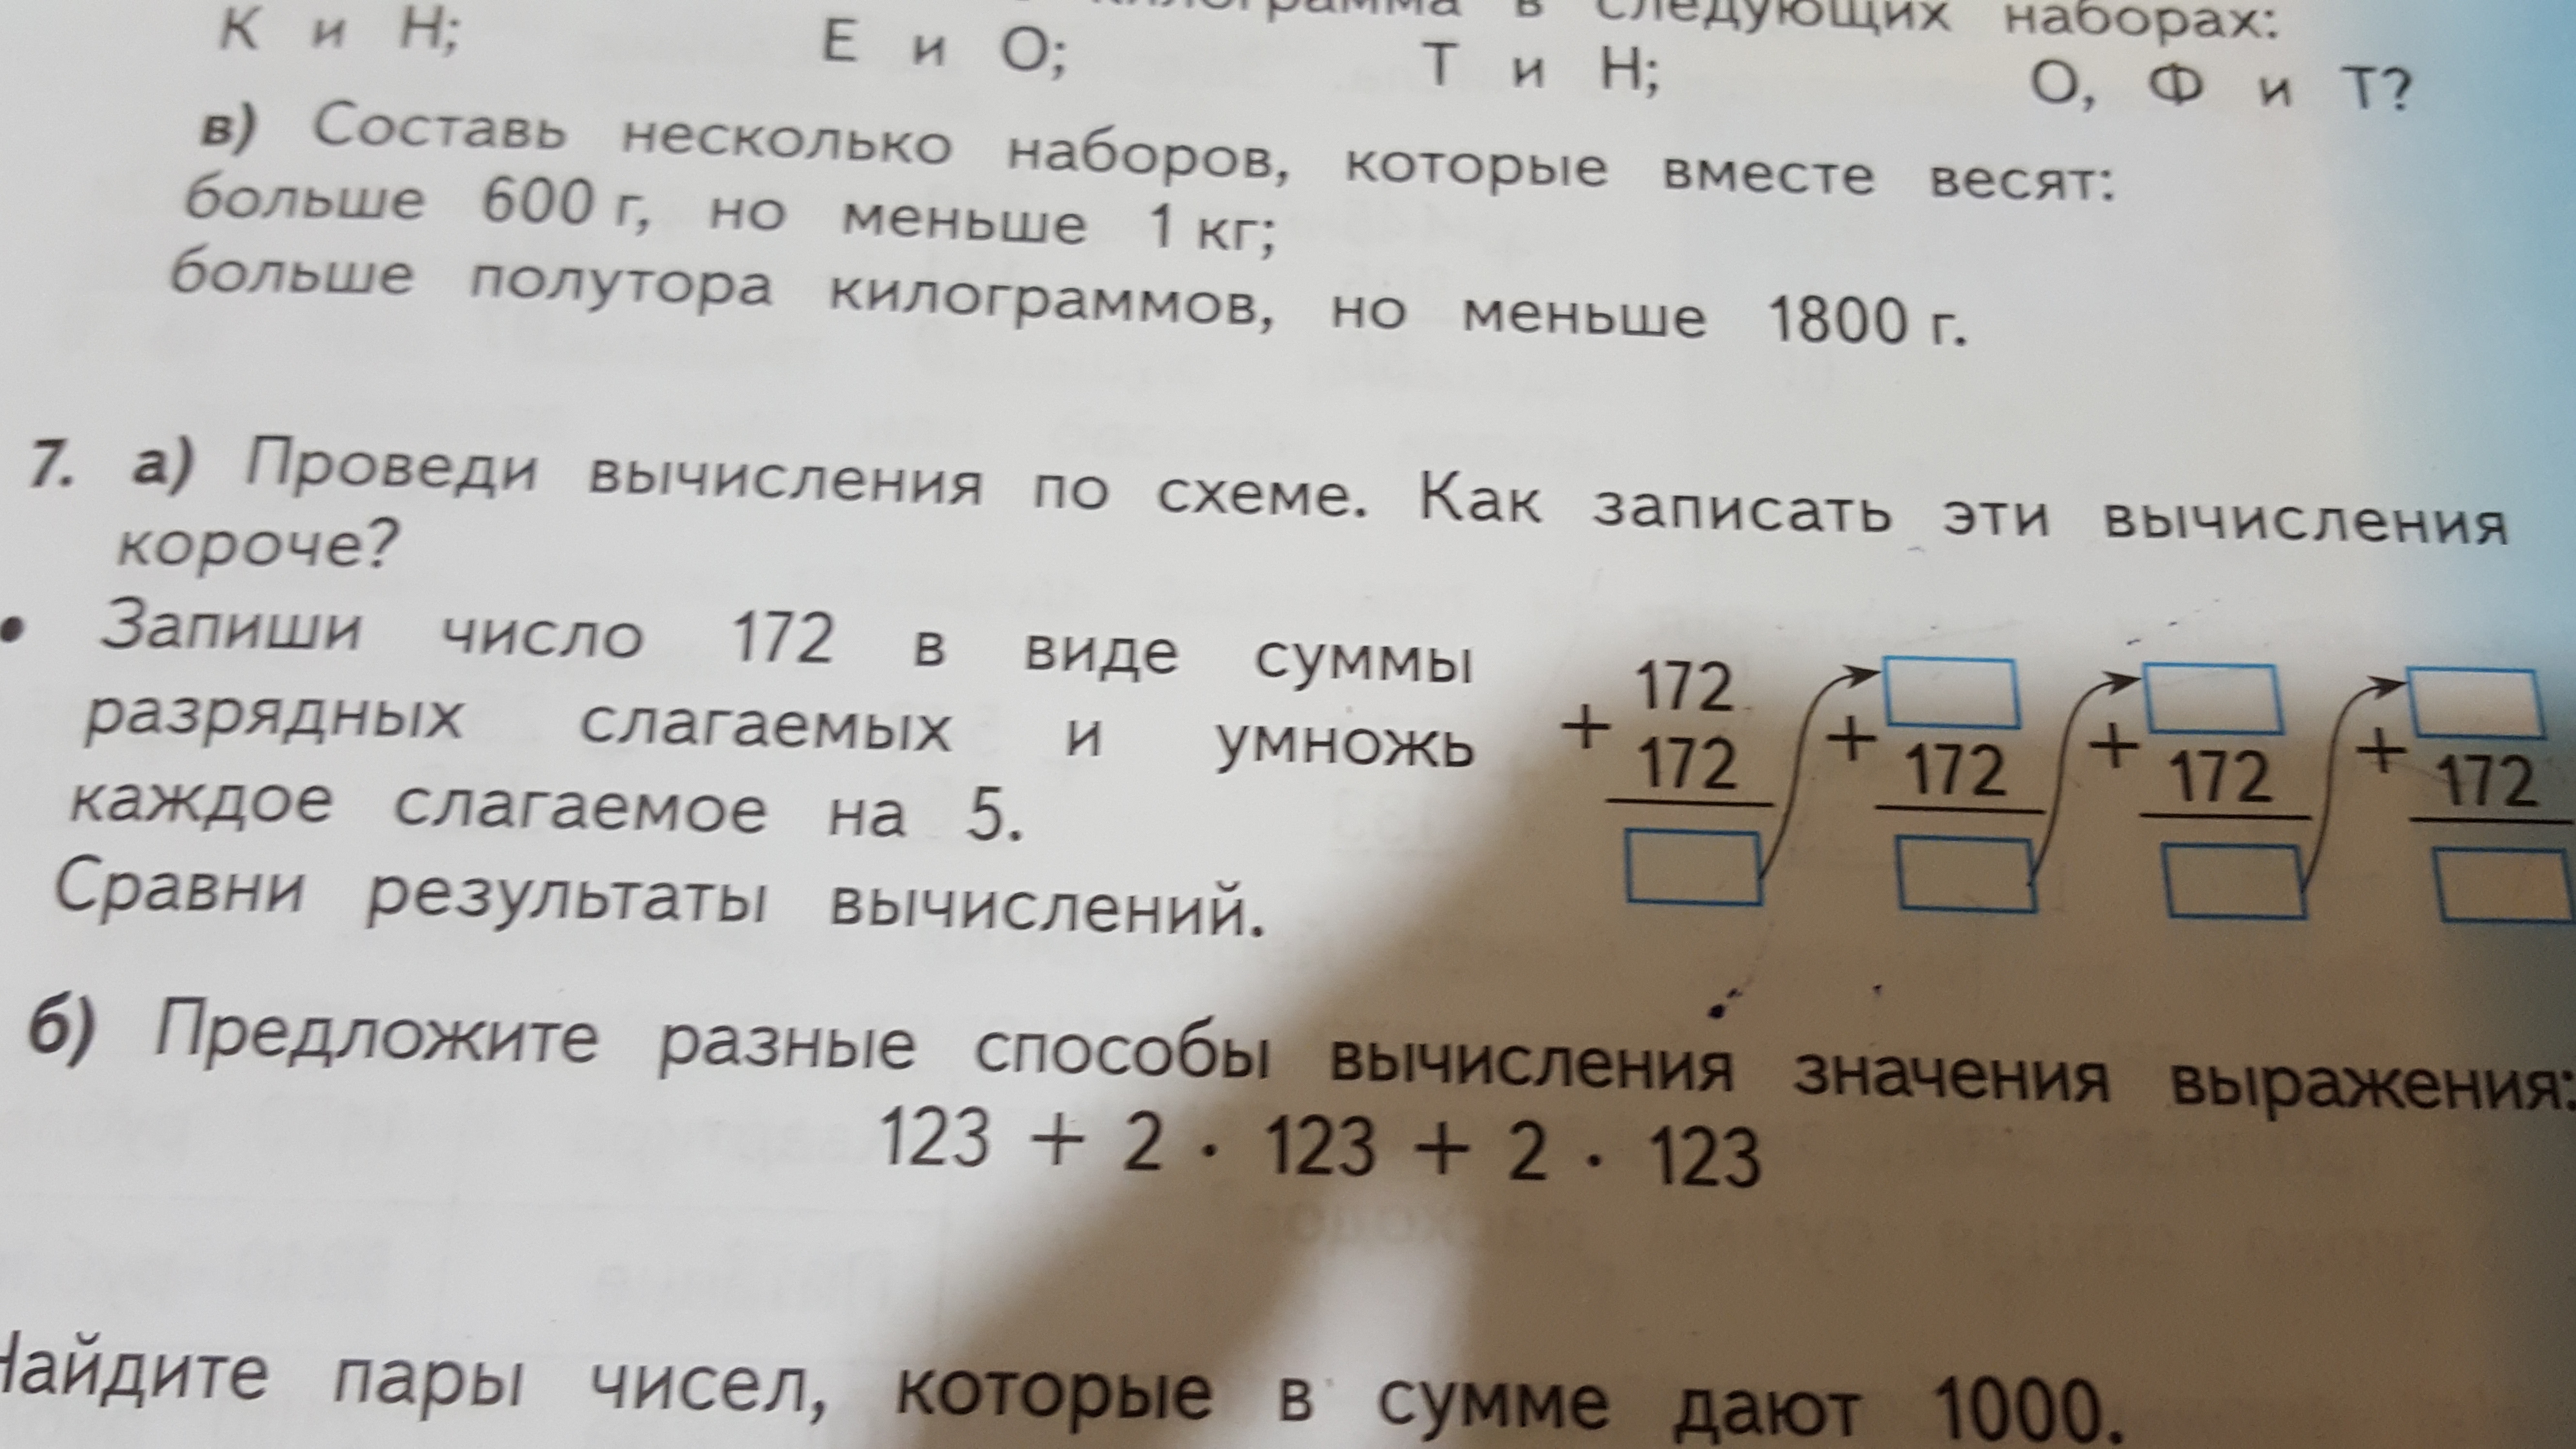 в следующих наборах:
К и Н; Е и О; Т и Н; О, Ф и Т?
в) Составь несколько наборов, которые вместе весят:
больше 600 г, но меньше 1 кг;
больше полутора килограммов, но меньше 1800 г.
7. а) Проведи вычисления по схеме. Как записать эти вычисления
короче?
• Запиши число 172 в виде суммы
разрядных слагаемых и умножь
каждое слагаемое на 5.
Сравни результаты вычислений.
172
+ + + +
172 172 172 172
б) Предложите разные способы вычисления значения выражения:
123 + 2 · 123 + 2 · 123
Найдите пары чисел, которые в сумме дают 1000.